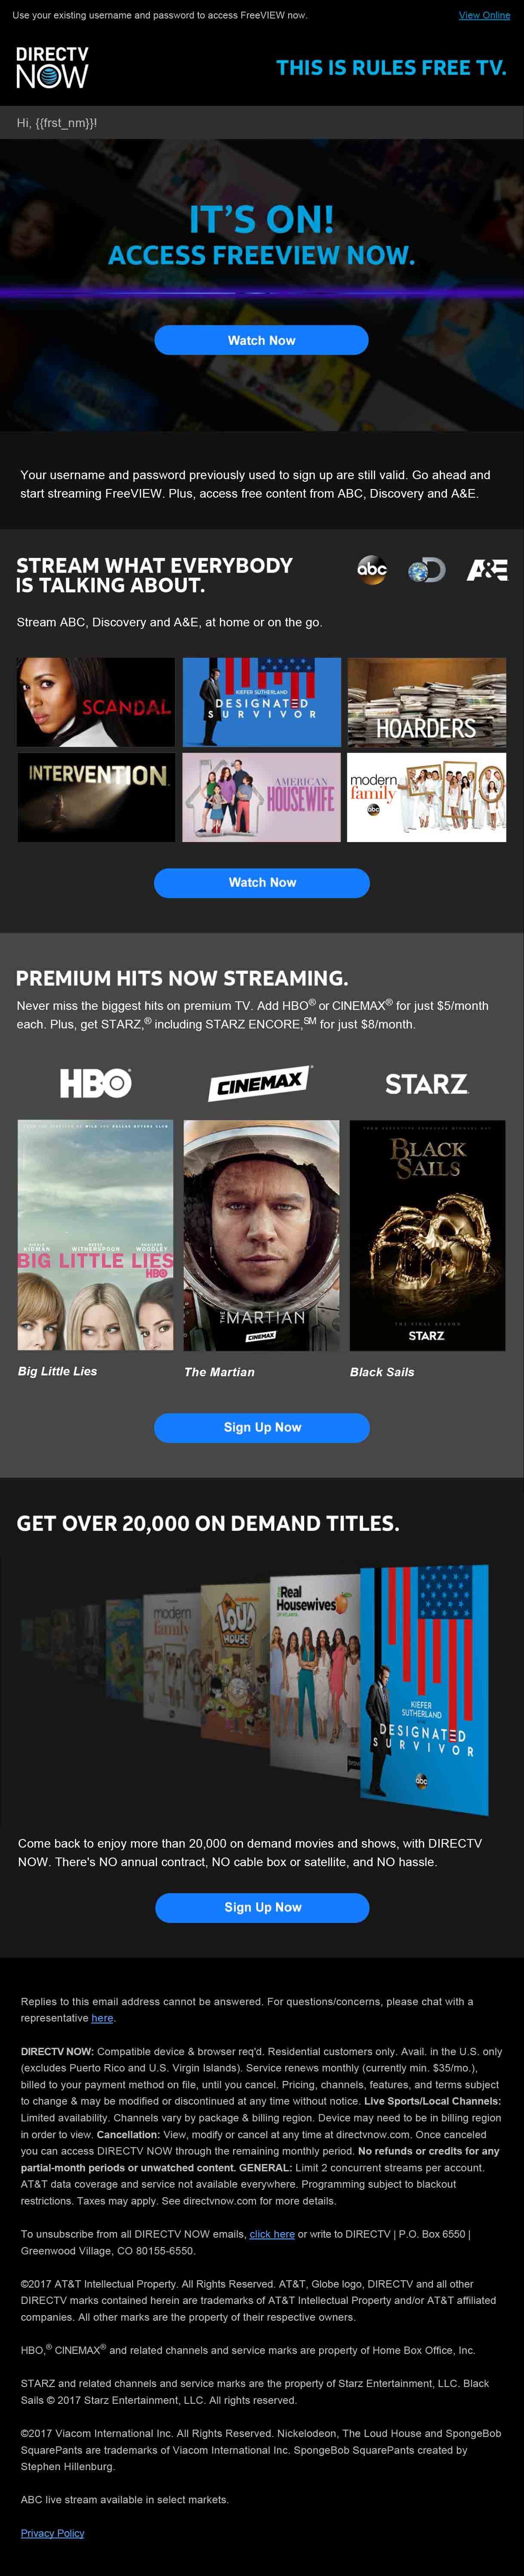 Use your existing username and password to access FreeVIEW now.
View Online
DIRECTV
NOW
THIS IS RULES FREE TV.
Hi, {{frst_nm}}!
IT'S ON!
ACCESS FREEVIEW NOW.
Watch Now
Your username and password previously used to sign up are still valid. Go ahead and
start streaming FreeVIEW. Plus, access free content from ABC, Discovery and A&E.
STREAM WHAT EVERYBODY
IS TALKING ABOUT.
abc
D
A&E
Stream ABC, Discovery and A&E, at home or on the go.
SCANDAL
KIEFER SUTHERLAND
DESIGNATED
SURVIVOR
HOARDERS
INTERVENTION
AMERICAN
HOUSEWIFE
modern
family
abc
Watch Now
PREMIUM HITS NOW STREAMING.
Never miss the biggest hits on premium TV. Add HBO® or CINEMAX® for just $5/month
each. Plus, get STARZ,® including STARZ ENCORE,℠ for just $8/month.
HBO®
CINEMAX®
STARZ
KIDMAN WITHERSPOON WOODLEY
BIG LITTLE LIES
HBO
THE MARTIAN
CINEMAX
BLACK
SAILS
THE FINAL SEASON
STARZ
Big Little Lies
The Martian
Black Sails
Sign Up Now
GET OVER 20,000 ON DEMAND TITLES.
modern
family
LOUD
HOUSE
The Real
Housewives
OF ATLANTA
KIEFER
SUTHERLAND
DESIGNATED
SURVIVOR
abc
Come back to enjoy more than 20,000 on demand movies and shows, with DIRECTV
NOW. There's NO annual contract, NO cable box or satellite, and NO hassle.
Sign Up Now
Replies to this email address cannot be answered. For questions/concerns, please chat with a
representative here.
DIRECTV NOW: Compatible device & browser req'd. Residential customers only. Avail. in the U.S. only
(excludes Puerto Rico and U.S. Virgin Islands). Service renews monthly (currently min. $35/mo.),
billed to your payment method on file, until you cancel. Pricing, channels, features, and terms subject
to change & may be modified or discontinued at any time without notice. Live Sports/Local Channels:
Limited availability. Channels vary by package & billing region. Device may need to be in billing region
in order to view. Cancellation: View, modify or cancel at any time at directvnow.com. Once canceled
you can access DIRECTV NOW through the remaining monthly period. No refunds or credits for any
partial-month periods or unwatched content. GENERAL: Limit 2 concurrent streams per account.
AT&T data coverage and service not available everywhere. Programming subject to blackout
restrictions. Taxes may apply. See directvnow.com for more details.
To unsubscribe from all DIRECTV NOW emails, click here or write to DIRECTV | P.O. Box 6550 |
Greenwood Village, CO 80155-6550.
©2017 AT&T Intellectual Property. All Rights Reserved. AT&T, Globe logo, DIRECTV and all other
DIRECTV marks contained herein are trademarks of AT&T Intellectual Property and/or AT&T affiliated
companies. All other marks are the property of their respective owners.
HBO,® CINEMAX® and related channels and service marks are property of Home Box Office, Inc.
STARZ and related channels and service marks are the property of Starz Entertainment, LLC. Black
Sails © 2017 Starz Entertainment, LLC. All rights reserved.
©2017 Viacom International Inc. All Rights Reserved. Nickelodeon, The Loud House and SpongeBob
SquarePants are trademarks of Viacom International Inc. SpongeBob SquarePants created by
Stephen Hillenburg.
ABC live stream available in select markets.
Privacy Policy